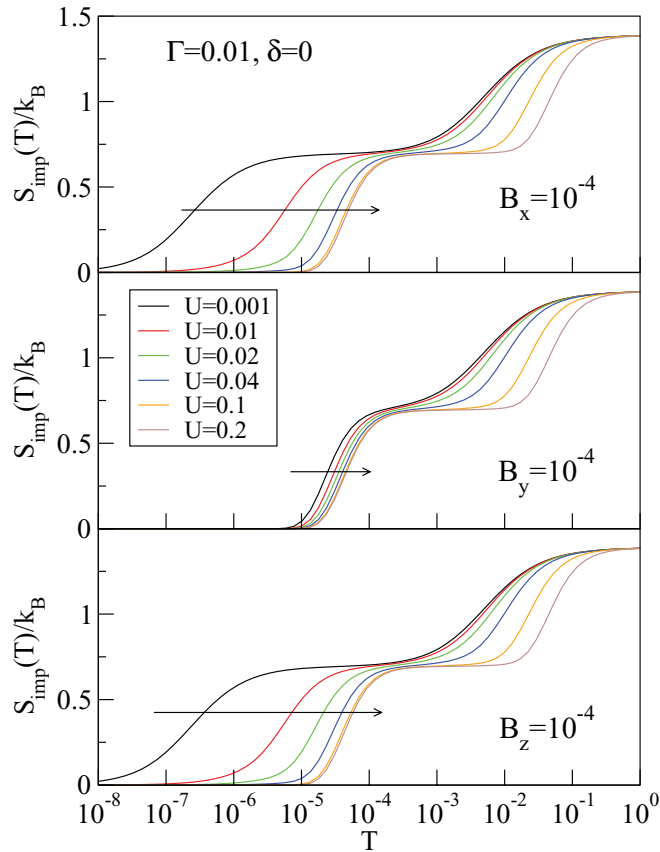 1.5
Γ=0.01, δ=0
1
S_imp(T)/k_B
0.5
B_x=10^-4
0
U=0.001
U=0.01
U=0.02
U=0.04
U=0.1
U=0.2
1
S_imp(T)/k_B
0.5
B_y=10^-4
0
1
S_imp(T)/k_B
0.5
B_z=10^-4
0
10^-8 10^-7 10^-6 10^-5 10^-4 10^-3 10^-2 10^-1 10^0
T